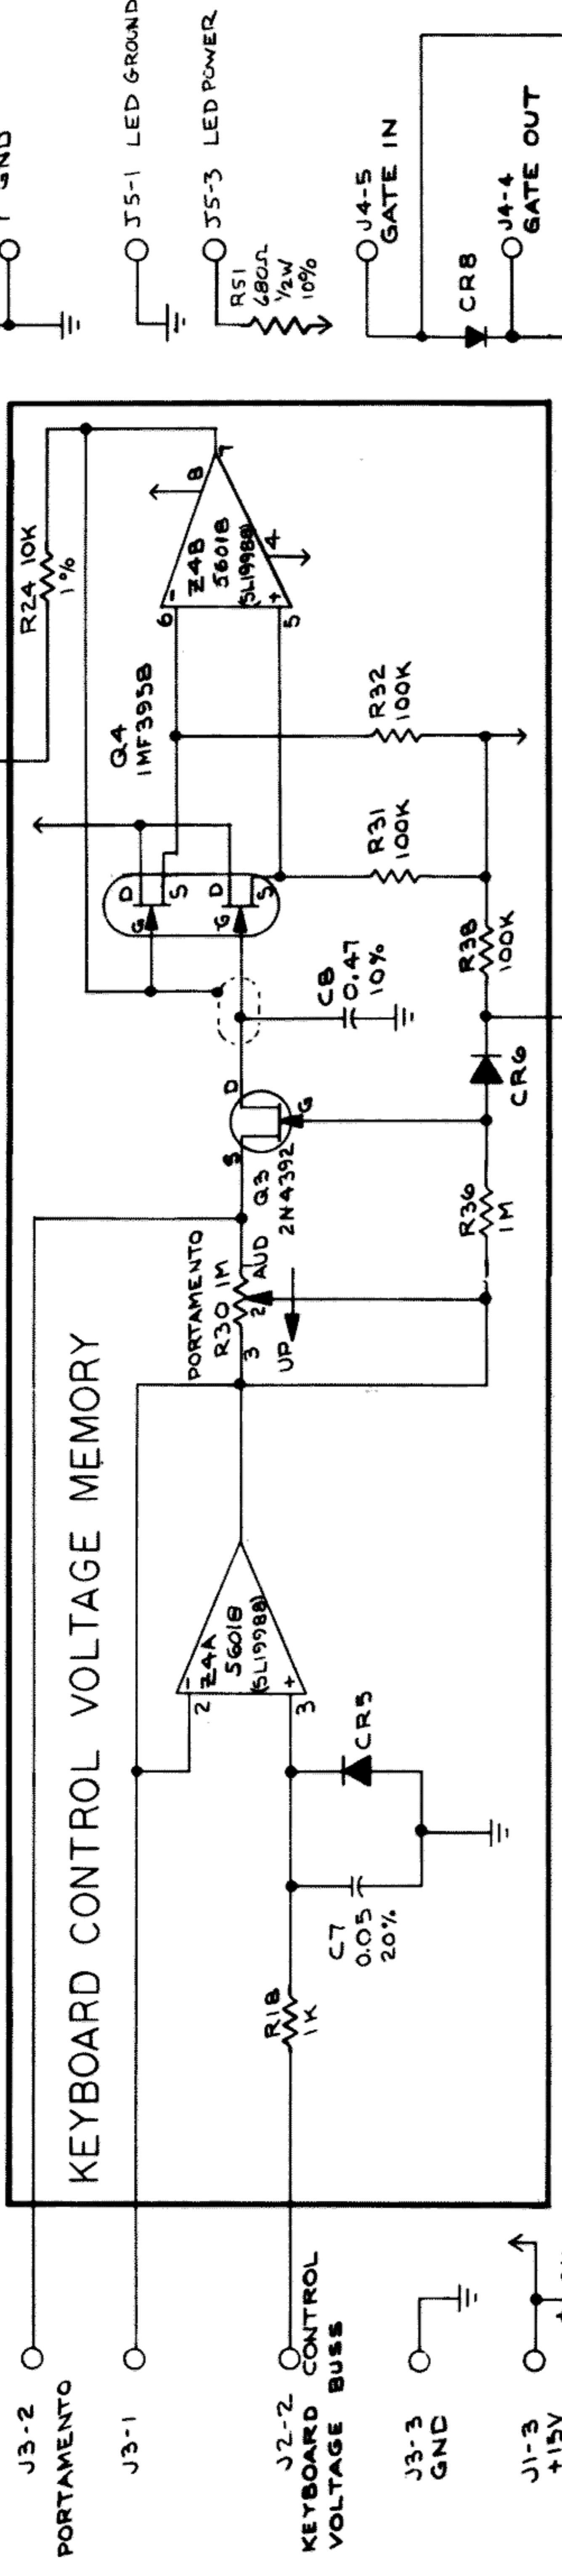 J5-1 LED GROUND
J5-3 LED POWER
R51
680Ω
1/2W
10%
J4-5
GATE IN
CR8
J4-4
GATE OUT
R24 10K
1%
8
7
Z4B
5601B
(SL19988)
4
6
-
+
5
Q4
IMF3958
D
S
G
D
S
G
R32
100K
R31
100K
R38
100K
C8
0.47
10%
CR6
D
G
S
Q3
2N4392
R36
1M
PORTAMENTO
R30 1M
AUD
2
3
UP
KEYBOARD CONTROL VOLTAGE MEMORY
2
-
Z4A
5601B
(SL19988)
+
3
CR5
C7
0.05
20%
R18
1K
J3-2
PORTAMENTO
J3-1
J2-2
KEYBOARD CONTROL
VOLTAGE BUSS
J3-3
GND
J1-3
+15V